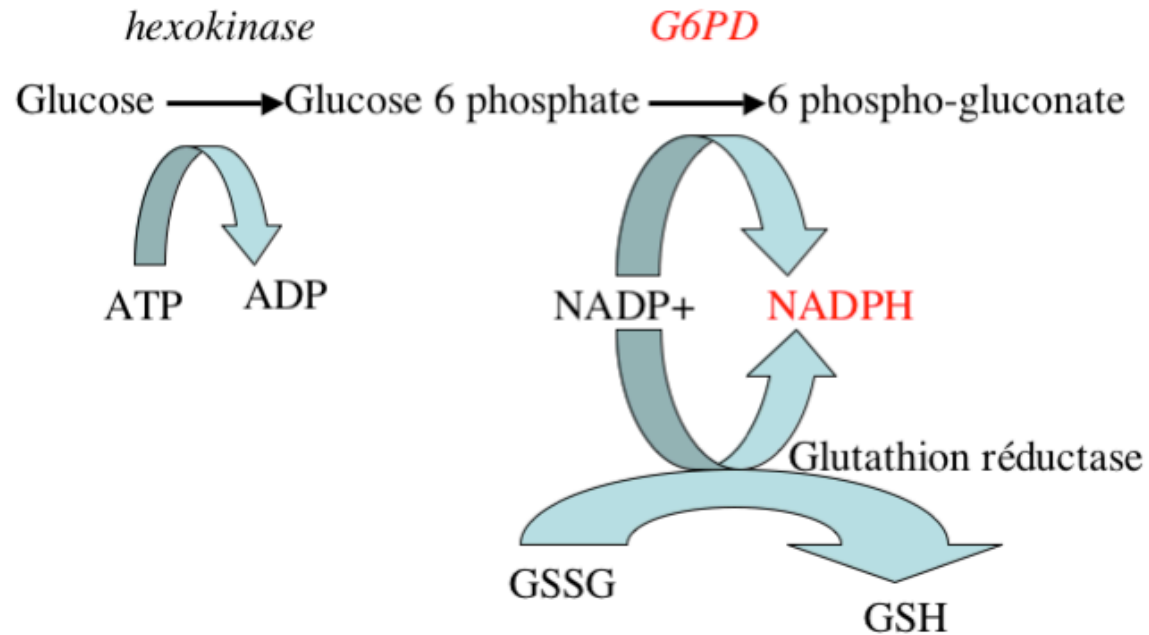 hexokinase G6PD
Glucose Glucose 6 phosphate 6 phospho-gluconate
ATP ADP NADP+ NADPH
Glutathion réductase
GSSG
GSH